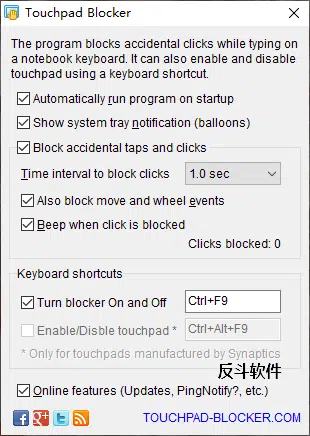 Touchpad Blocker
The program blocks accidental clicks while typing on
a notebook keyboard. It can also enable and disable
touchpad using a keyboard shortcut.
Automatically run program on startup
Show system tray notification (balloons)
Block accidental taps and clicks
Time interval to block clicks 1.0 sec
Also block move and wheel events
Beep when click is blocked
Clicks blocked: 0
Keyboard shortcuts
Turn blocker On and Off Ctrl+F9
Enable/Disble touchpad * Ctrl+Alt+F9
* Only for touchpads manufactured by Synaptics
反斗软件
Online features (Updates, PingNotify?, etc.)
TOUCHPAD-BLOCKER.COM